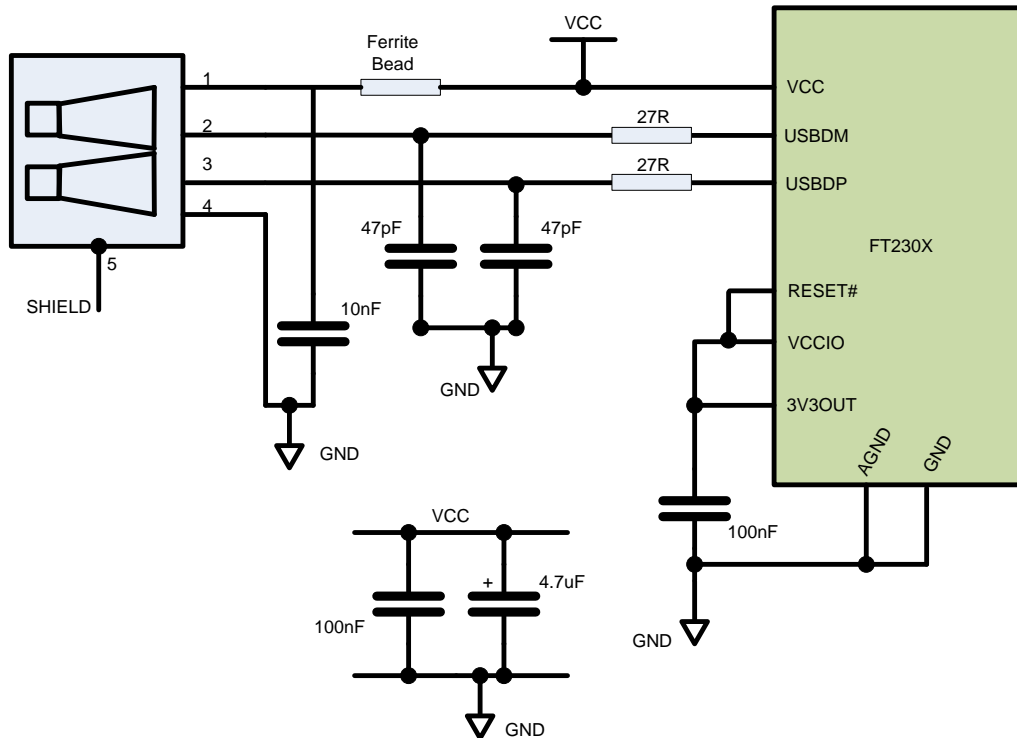 VCC
Ferrite
Bead
1
VCC
27R
2
USBDM
27R
3
USBDP
4
47pF
47pF
FT230X
5
SHIELD
10nF
RESET#
VCCIO
GND
3V3OUT
GND
AGND
GND
VCC
100nF
4.7uF
+
100nF
GND
GND